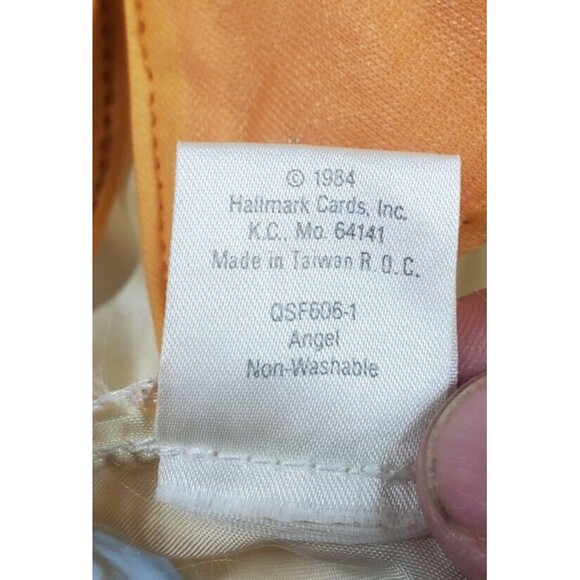 © 1984
Hallmark Cards, Inc.
K.C., Mo. 64141
Made in Taiwan R.O.C.
QSF606-1
Angel
Non-Washable